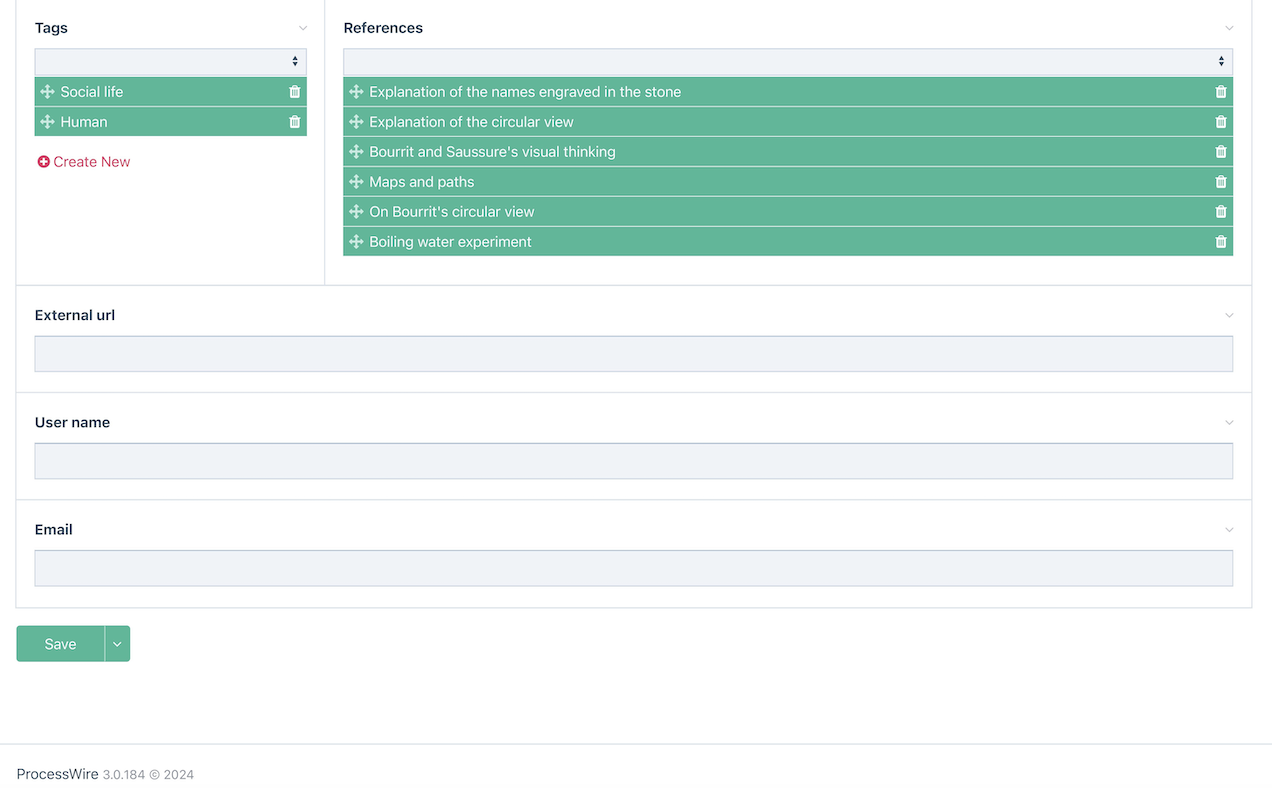 Tags
Social life
Human
Create New
References
Explanation of the names engraved in the stone
Explanation of the circular view
Bourrit and Saussure's visual thinking
Maps and paths
On Bourrit's circular view
Boiling water experiment
External url
User name
Email
Save
ProcessWire 3.0.184 © 2024